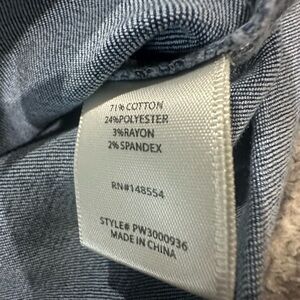 71% COTTON
24%POLYESTER
3%RAYON
2% SPANDEX
RN#148554
STYLE# PW3000936
MADE IN CHINA